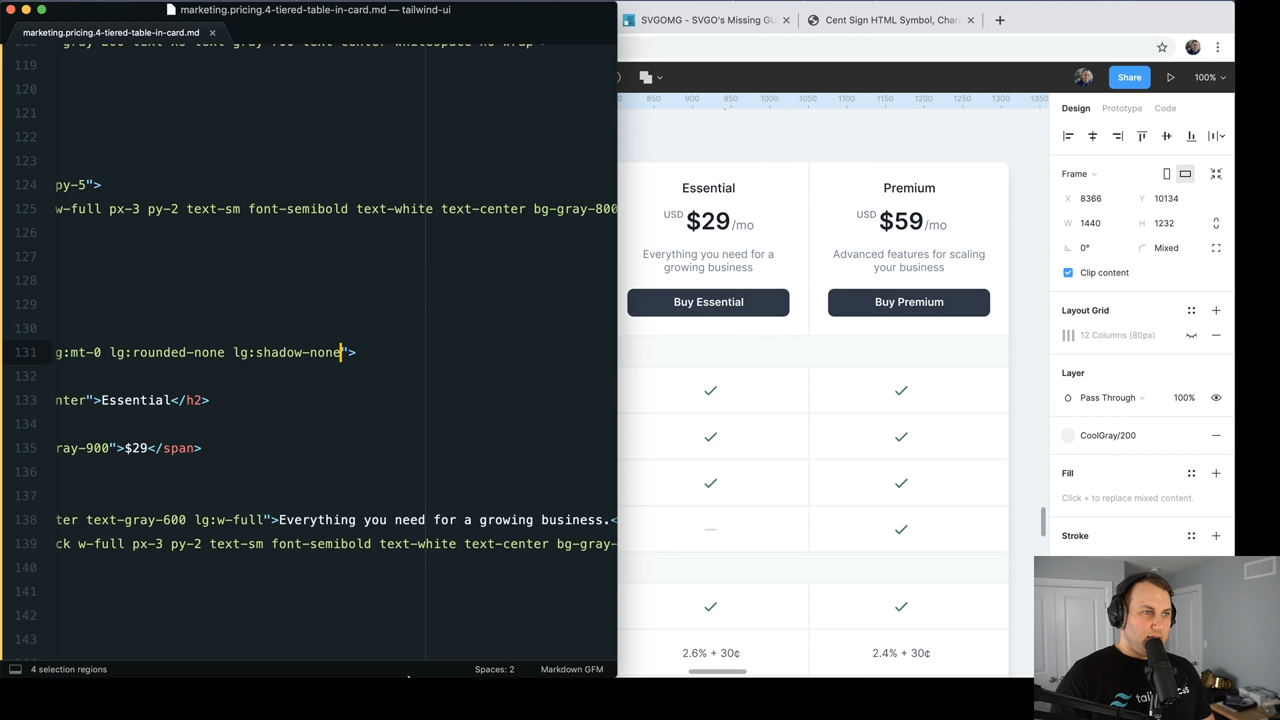 marketing.pricing.4-tiered-table-in-card.md — tailwind-ui
marketing.pricing.4-tiered-table-in-card.md ×
119
120
121
122
123
124 py-5">
125 w-full px-3 py-2 text-sm font-semibold text-white text-center bg-gray-800
126
127
128
129
130
131 g:mt-0 lg:rounded-none lg:shadow-none">
132
133 nter">Essential</h2>
134
135 ray-900">$29</span>
136
137
138 ter text-gray-600 lg:w-full">Everything you need for a growing business.<
139 ck w-full px-3 py-2 text-sm font-semibold text-white text-center bg-gray-
140
141
142
143
4 selection regions
Spaces: 2
Markdown GFM
SVGOMG - SVGO's Missing GU ×
Cent Sign HTML Symbol, Char ×
Share
100%
850 900 950 1000 1050 1100 1150 1200 1250 1300 1350
Essential
USD $29/mo
Everything you need for a
growing business
Buy Essential
Premium
USD $59/mo
Advanced features for scaling
your business
Buy Premium
2.6% + 30¢
2.4% + 30¢
Design Prototype Code
Frame
X 8366 Y 10134
W 1440 H 1232
0° Mixed
Clip content
Layout Grid
12 Columns (80px)
Layer
Pass Through 100%
CoolGray/200
Fill
Click + to replace mixed content.
Stroke